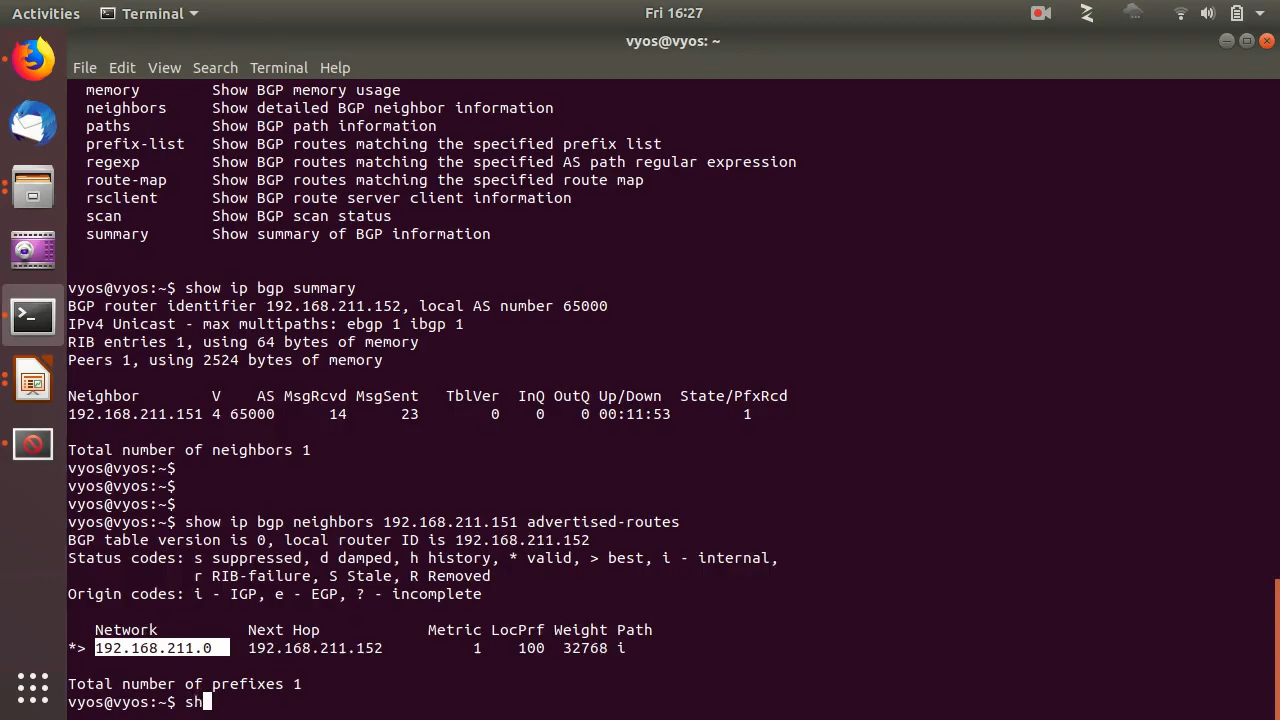 Activities Terminal Fri 16:27
vyos@vyos: ~
File Edit View Search Terminal Help
memory Show BGP memory usage
neighbors Show detailed BGP neighbor information
paths Show BGP path information
prefix-list Show BGP routes matching the specified prefix list
regexp Show BGP routes matching the specified AS path regular expression
route-map Show BGP routes matching the specified route map
rsclient Show BGP route server client information
scan Show BGP scan status
summary Show summary of BGP information
vyos@vyos:~$ show ip bgp summary
BGP router identifier 192.168.211.152, local AS number 65000
IPv4 Unicast - max multipaths: ebgp 1 ibgp 1
RIB entries 1, using 64 bytes of memory
Peers 1, using 2524 bytes of memory
Neighbor V AS MsgRcvd MsgSent TblVer InQ OutQ Up/Down State/PfxRcd
192.168.211.151 4 65000 14 23 0 0 0 00:11:53 1
Total number of neighbors 1
vyos@vyos:~$
vyos@vyos:~$
vyos@vyos:~$
vyos@vyos:~$ show ip bgp neighbors 192.168.211.151 advertised-routes
BGP table version is 0, local router ID is 192.168.211.152
Status codes: s suppressed, d damped, h history, * valid, > best, i - internal,
r RIB-failure, S Stale, R Removed
Origin codes: i - IGP, e - EGP, ? - incomplete
Network Next Hop Metric LocPrf Weight Path
*> 192.168.211.0 192.168.211.152 1 100 32768 i
Total number of prefixes 1
vyos@vyos:~$ sh